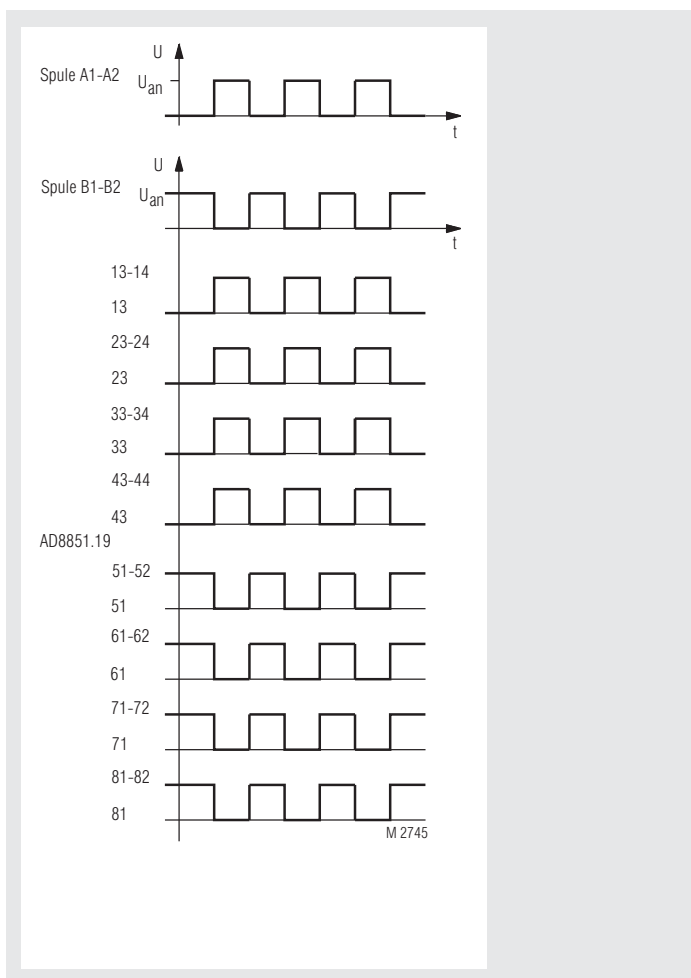 U
Spule A1-A2
Uan
t
U
Spule B1-B2
Uan
t
13-14
13
23-24
23
33-34
33
43-44
43
AD8851.19
51-52
51
61-62
61
71-72
71
81-82
81
M 2745